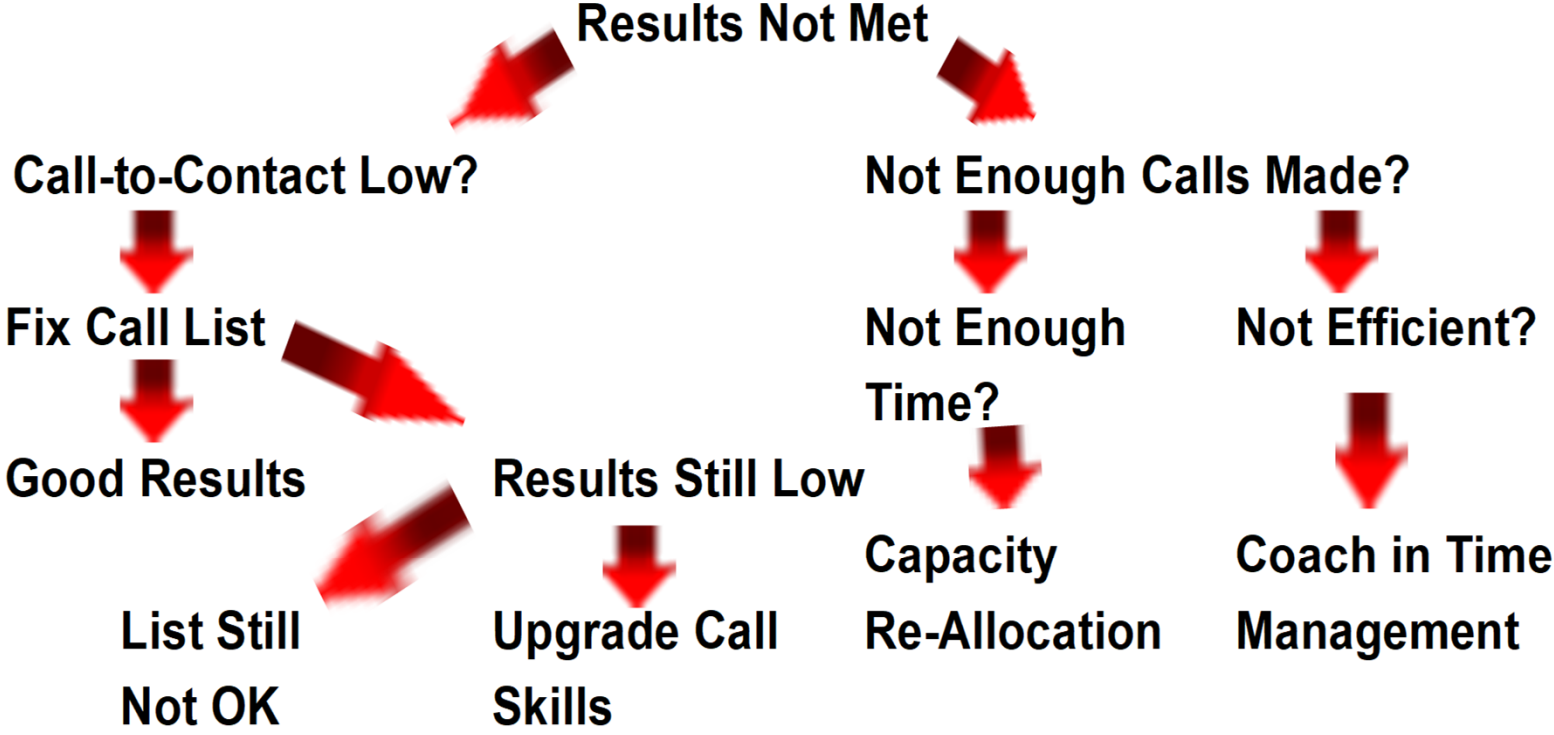 Results Not Met
Call-to-Contact Low?
Not Enough Calls Made?
Fix Call List
Not Enough
Time?
Not Efficient?
Good Results
Results Still Low
List Still
Not OK
Upgrade Call
Skills
Capacity
Re-Allocation
Coach in Time
Management